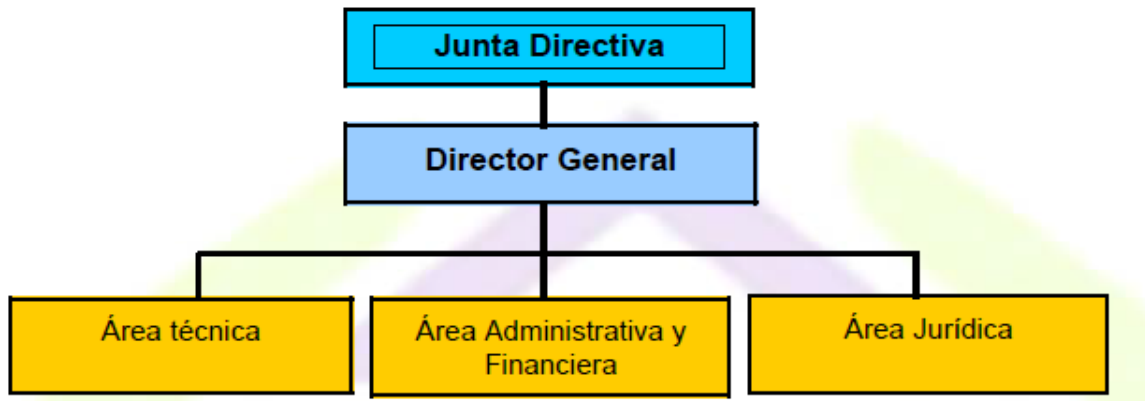 Junta Directiva
Director General
Área técnica
Área Administrativa y
Financiera
Área Jurídica